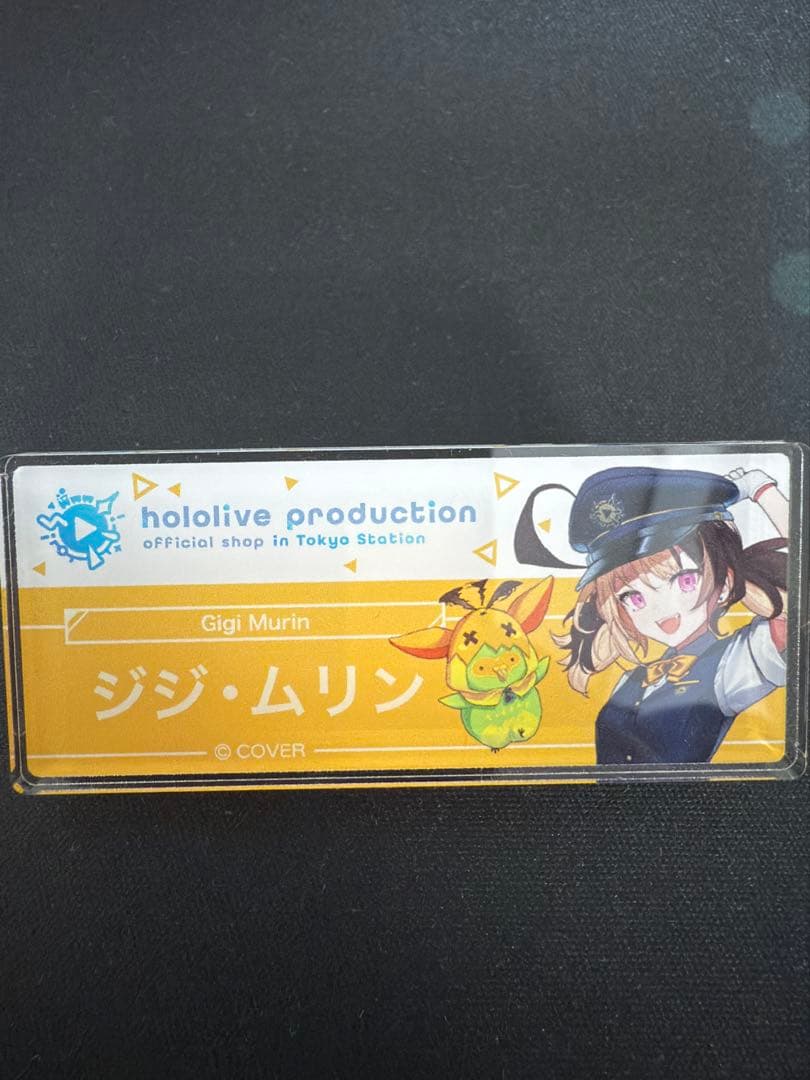 hololive production
official shop in Tokyo Station
Gigi Murin
ジジ・ムリン
© COVER